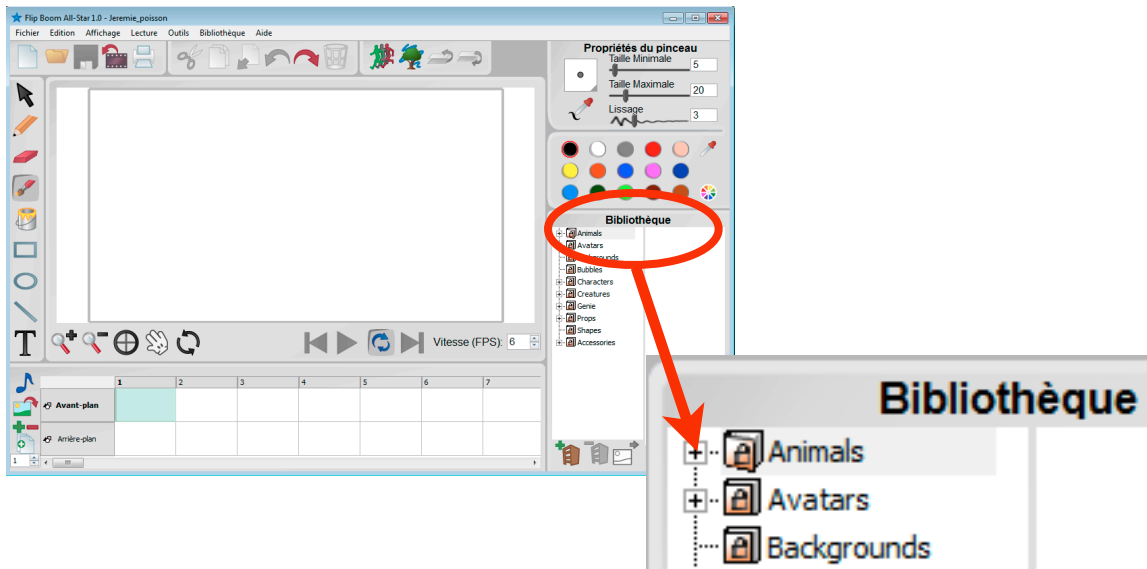 Flip Boom All-Star 1.0 - Jeremie_poisson
Fichier Edition Affichage Lecture Outils Bibliothèque Aide
Propriétés du pinceau
Taille Minimale 5
Taille Maximale 20
Lissage 3
Bibliothèque
Animals
Avatars
Backgrounds
Bubbles
Characters
Creatures
Genie
Props
Shapes
Accessories
T
Vitesse (FPS): 6
1 2 3 4 5 6 7
Avant-plan
Arrière-plan
1
Bibliothèque
Animals
Avatars
Backgrounds